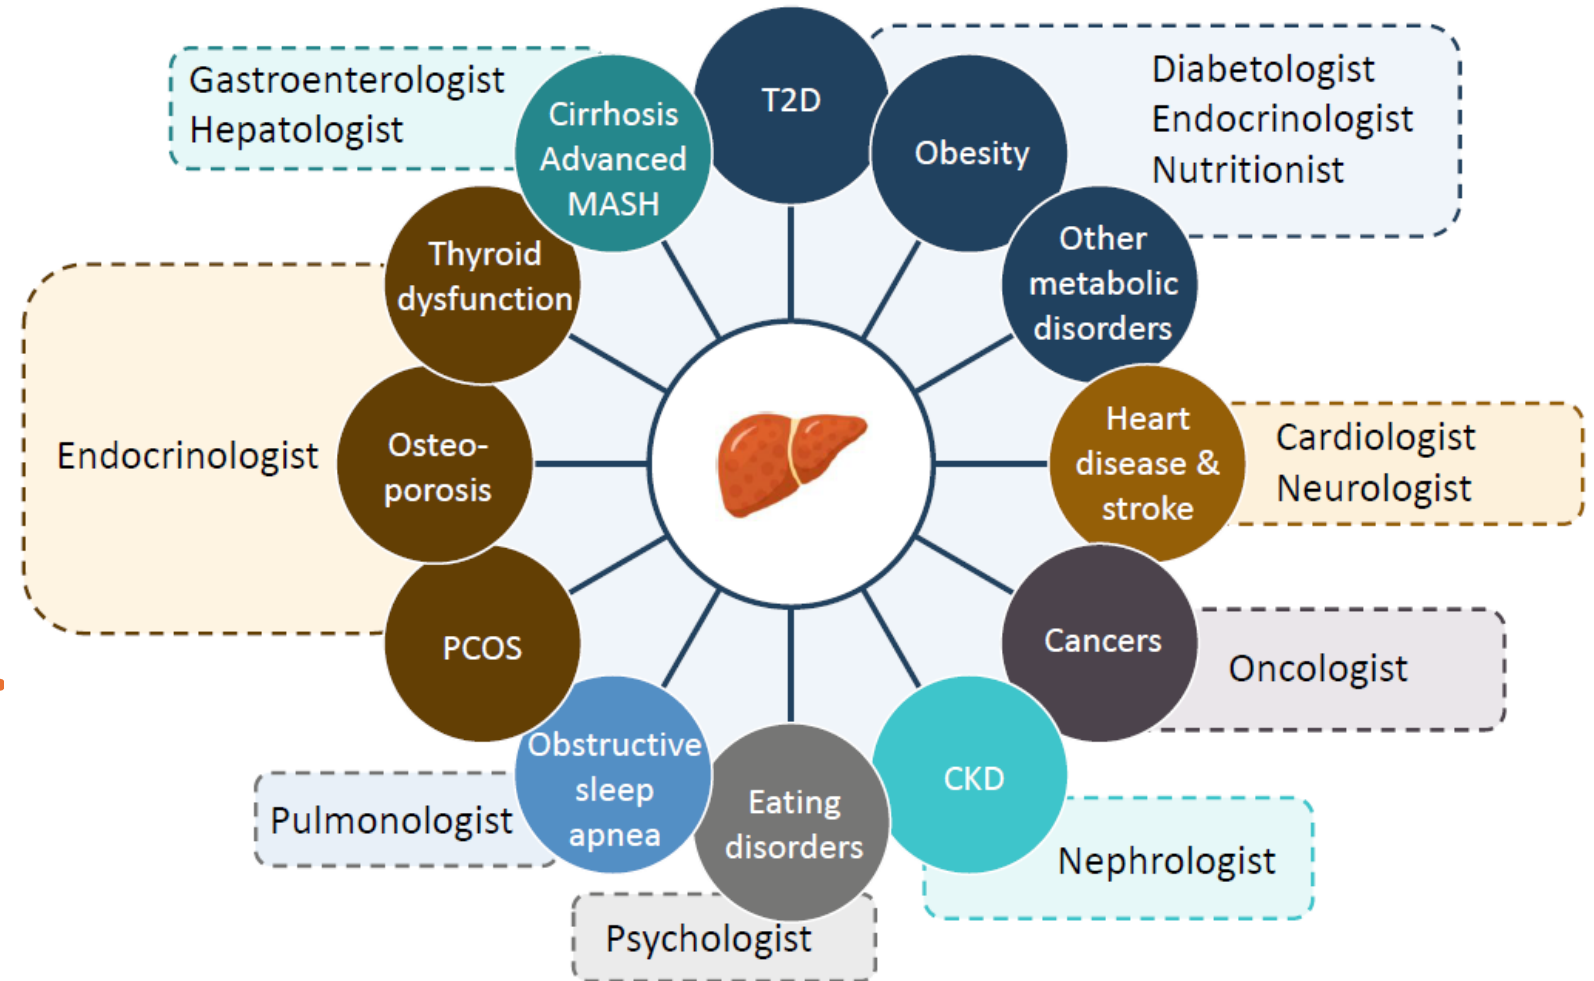 T2D
Obesity
Other
metabolic
disorders
Diabetologist
Endocrinologist
Nutritionist
Heart
disease &
stroke
Cardiologist
Neurologist
Cancers
Oncologist
CKD
Nephrologist
Eating
disorders
Psychologist
Obstructive
sleep
apnea
Pulmonologist
PCOS
Osteo-
porosis
Thyroid
dysfunction
Endocrinologist
Cirrhosis
Advanced
MASH
Gastroenterologist
Hepatologist